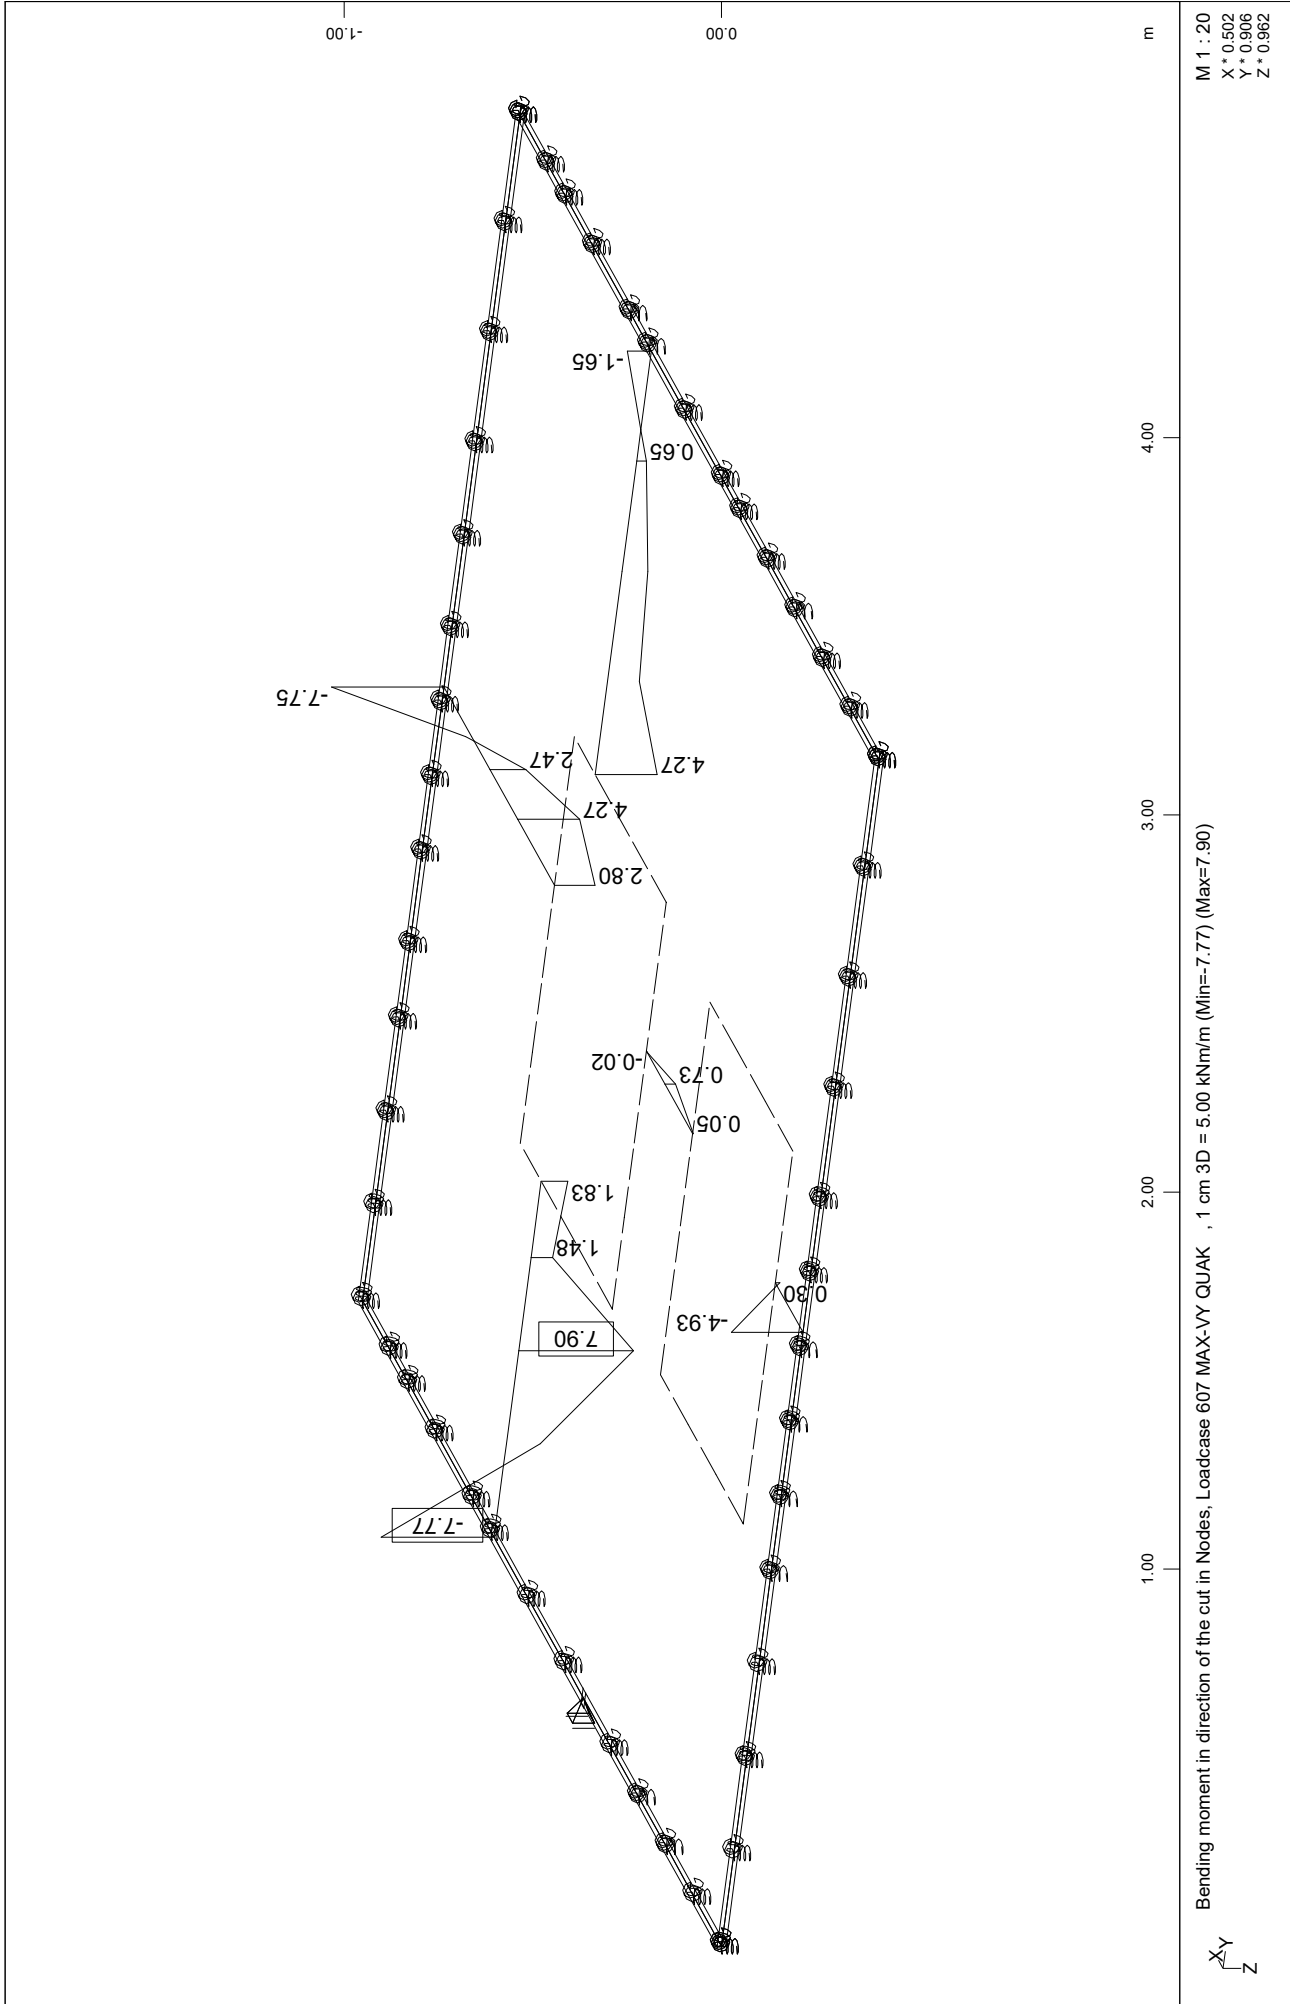 -1.00
0.00
m
M 1 : 20
X * 0.502
Y * 0.906
Z * 0.962
-1.65
0.65
4.00
-7.75
2.47
4.27
4.27
2.80
3.00
-0.02
0.73
0.05
1.83
1.48
2.00
7.90
-4.93
0.30
-7.77
1.00
Bending moment in direction of the cut in Nodes, Loadcase 607 MAX-VY QUAK , 1 cm 3D = 5.00 kNm/m (Min=-7.77) (Max=7.90)
X
Y
Z